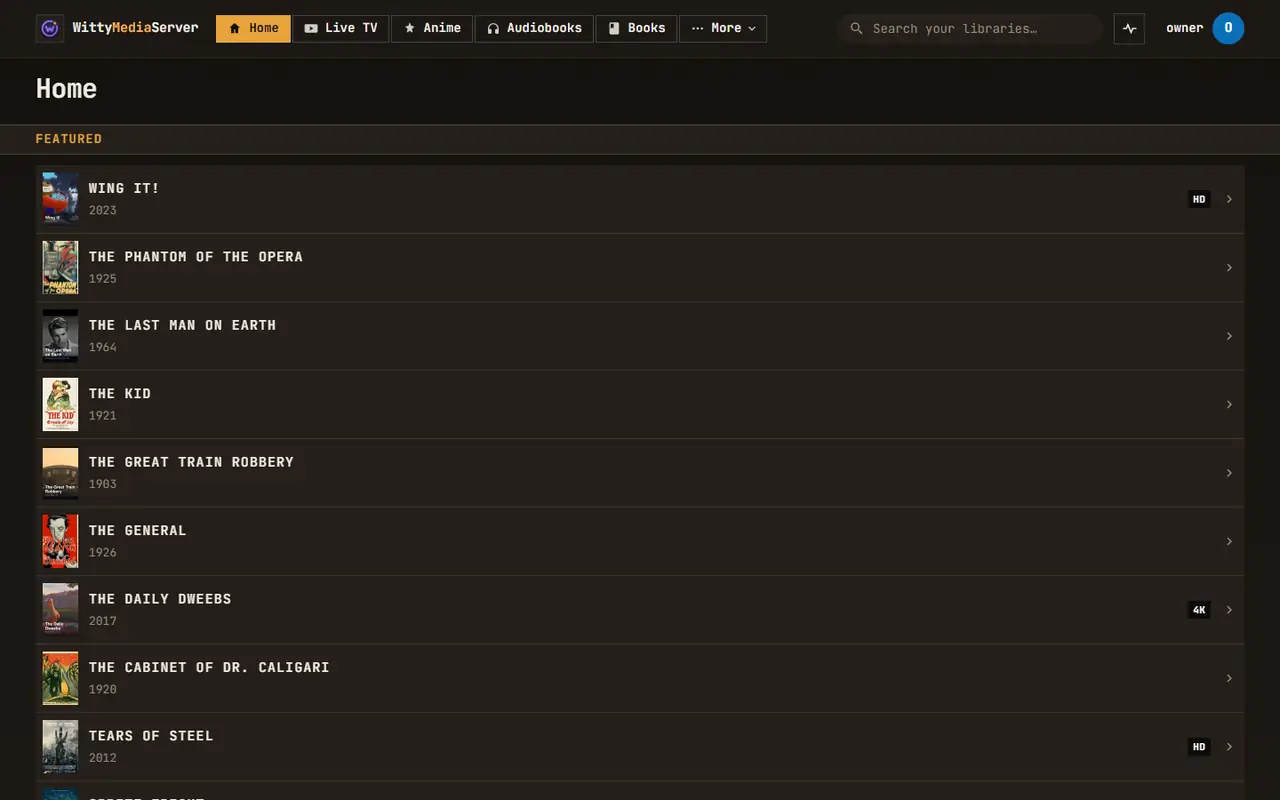 WittyMediaServer
Home
Live TV
Anime
Audiobooks
Books
More
Search your libraries…
owner
O
Home
FEATURED
WING IT!
2023
HD
THE PHANTOM OF THE OPERA
1925
THE LAST MAN ON EARTH
1964
THE KID
1921
THE GREAT TRAIN ROBBERY
1903
THE GENERAL
1926
THE DAILY DWEEBS
2017
4K
THE CABINET OF DR. CALIGARI
1920
TEARS OF STEEL
2012
HD